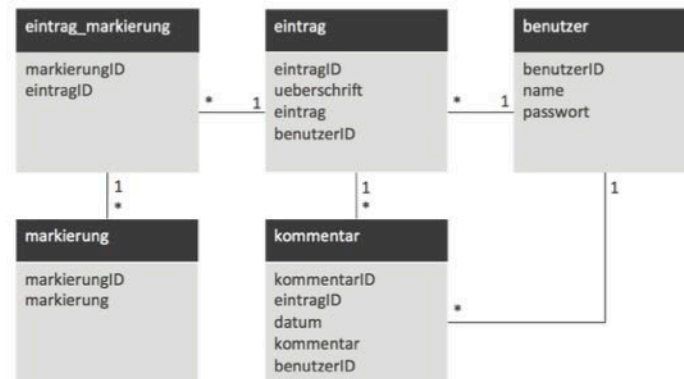 eintrag_markierung
markierungID
eintragID
*
1
eintrag
eintragID
ueberschrift
eintrag
benutzerID
*
1
benutzer
benutzerID
name
passwort
1
*
1
*
1
markierung
markierungID
markierung
kommentar
kommentarID
eintragID
datum
kommentar
benutzerID
*